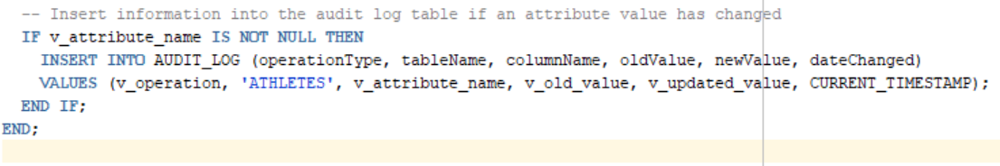 -- Insert information into the audit log table if an attribute value has changed
IF v_attribute_name IS NOT NULL THEN
INSERT INTO AUDIT_LOG (operationType, tableName, columnName, oldValue, newValue, dateChanged)
VALUES (v_operation, 'ATHLETES', v_attribute_name, v_old_value, v_updated_value, CURRENT_TIMESTAMP);
END IF;
END;